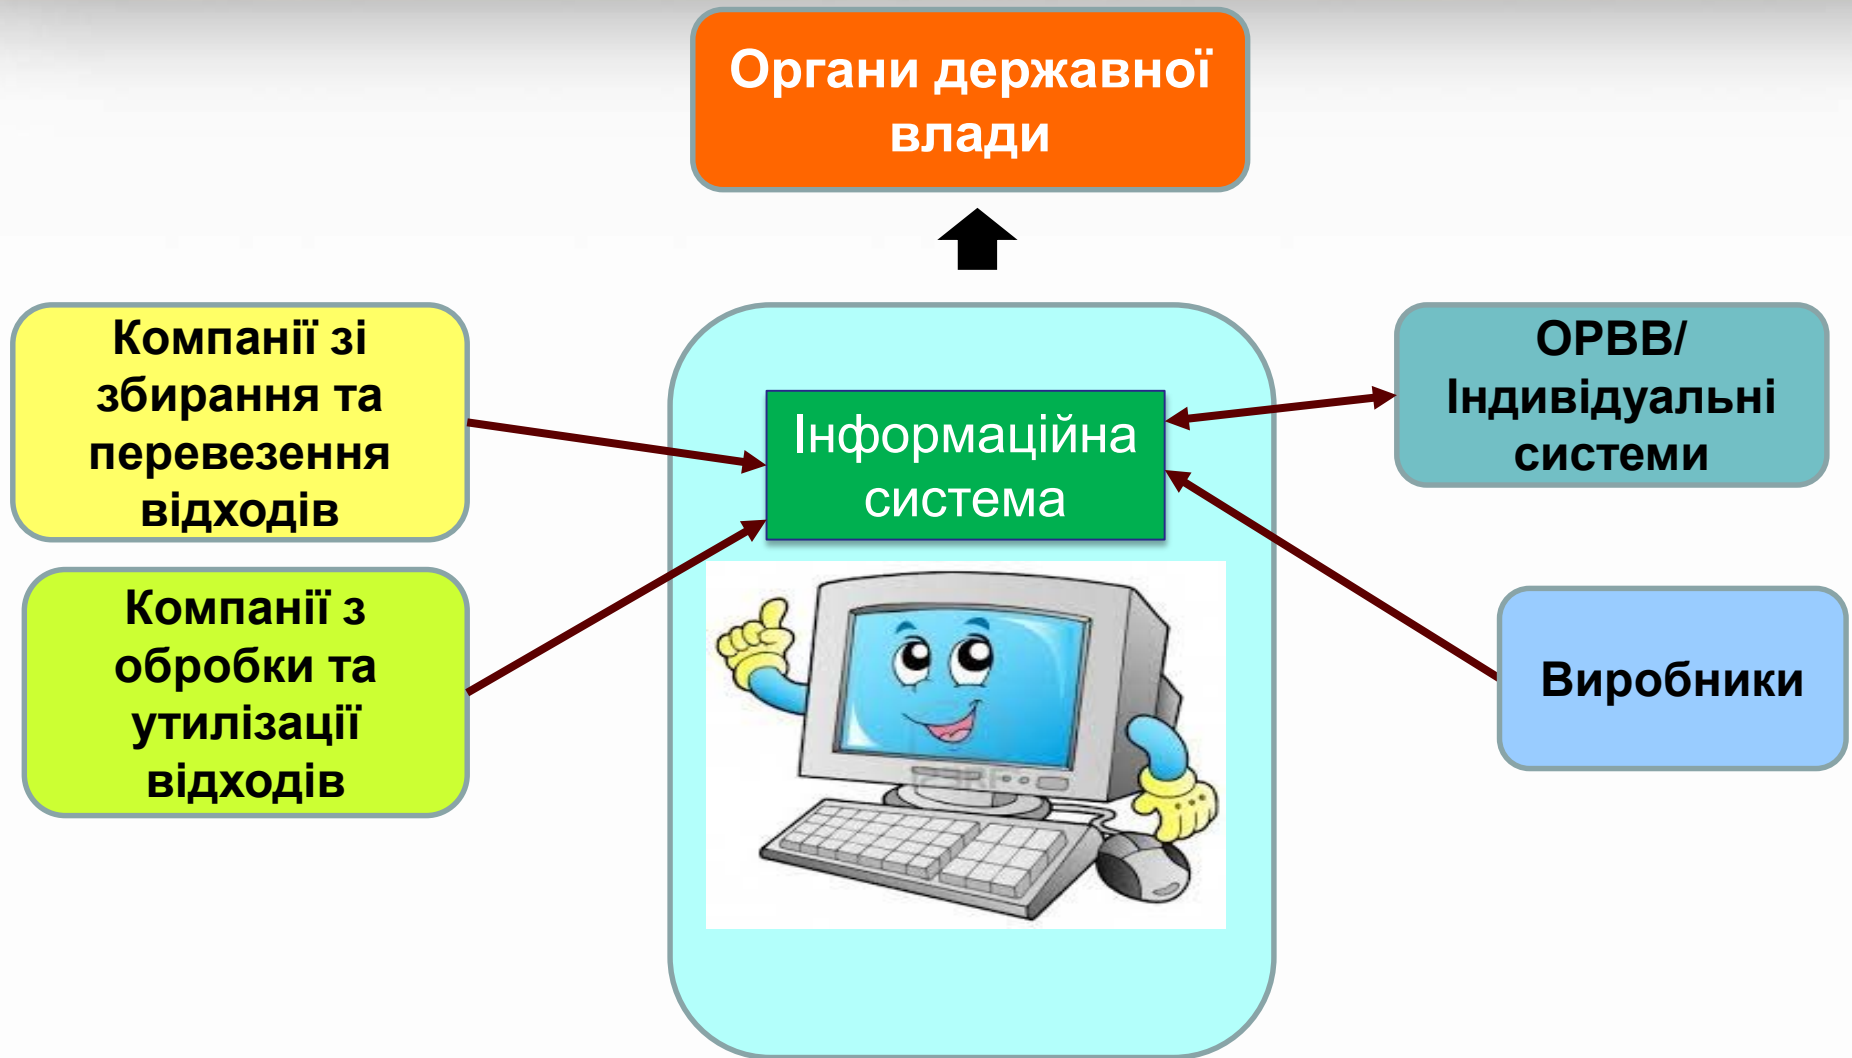 Органи державної
влади
Компанії зі
збирання та
перевезення
відходів
Компанії з
обробки та
утилізації
відходів
Інформаційна
система
ОРВВ/
Індивідуальні
системи
Виробники